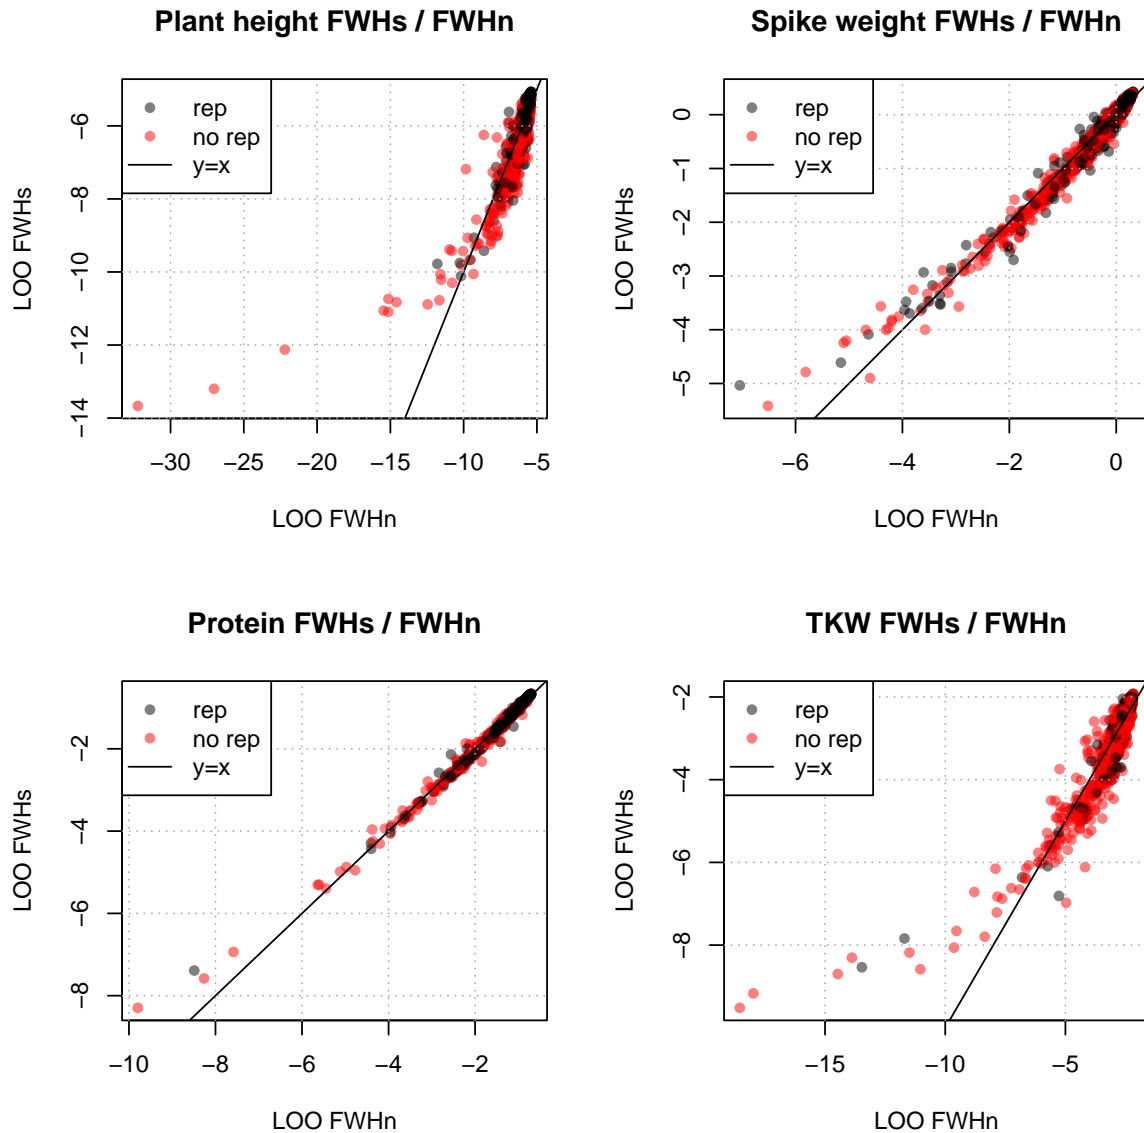 Plant height FWHs / FWHn
rep
no rep
y=x
−6
−8
−10
−12
−14
LOO FWHs
−30
−25
−20
−15
−10
−5
LOO FWHn
Spike weight FWHs / FWHn
rep
no rep
y=x
0
−1
−2
−3
−4
−5
LOO FWHs
−6
−4
−2
0
LOO FWHn
Protein FWHs / FWHn
rep
no rep
y=x
−2
−4
−6
−8
LOO FWHs
−10
−8
−6
−4
−2
LOO FWHn
TKW FWHs / FWHn
rep
no rep
y=x
−2
−4
−6
−8
LOO FWHs
−15
−10
−5
LOO FWHn